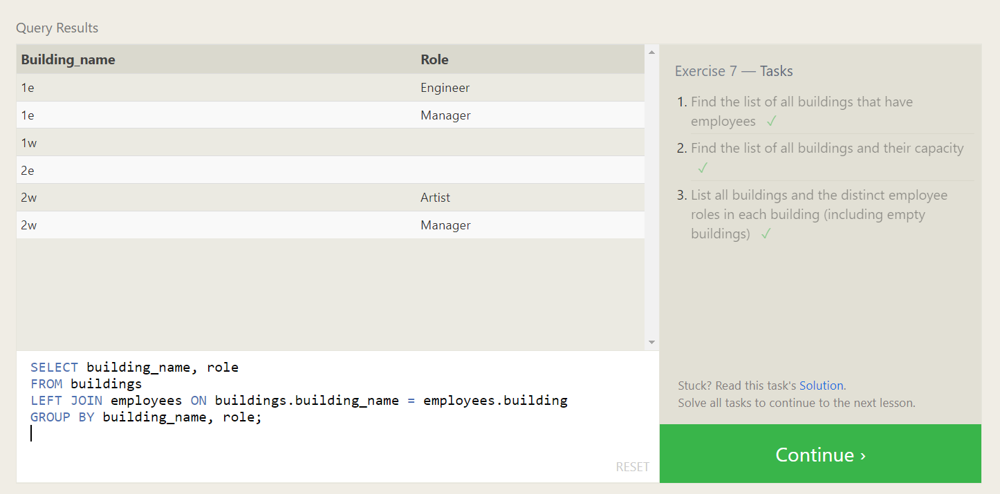 Query Results
Building_name Role
1e Engineer
1e Manager
1w
2e
2w Artist
2w Manager
SELECT building_name, role
FROM buildings
LEFT JOIN employees ON buildings.building_name = employees.building
GROUP BY building_name, role;
RESET
Exercise 7 — Tasks
1. Find the list of all buildings that have
employees ✓
2. Find the list of all buildings and their capacity
✓
3. List all buildings and the distinct employee
roles in each building (including empty
buildings) ✓
Stuck? Read this task's Solution.
Solve all tasks to continue to the next lesson.
Continue ›